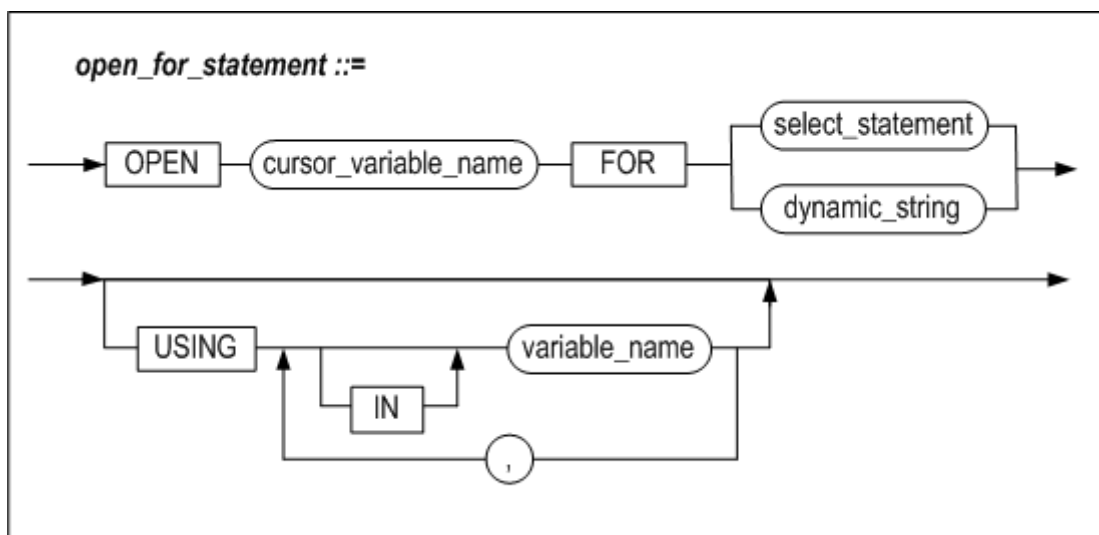 open_for_statement ::=
select_statement
OPEN cursor_variable_name FOR
dynamic_string
USING variable_name
IN
,